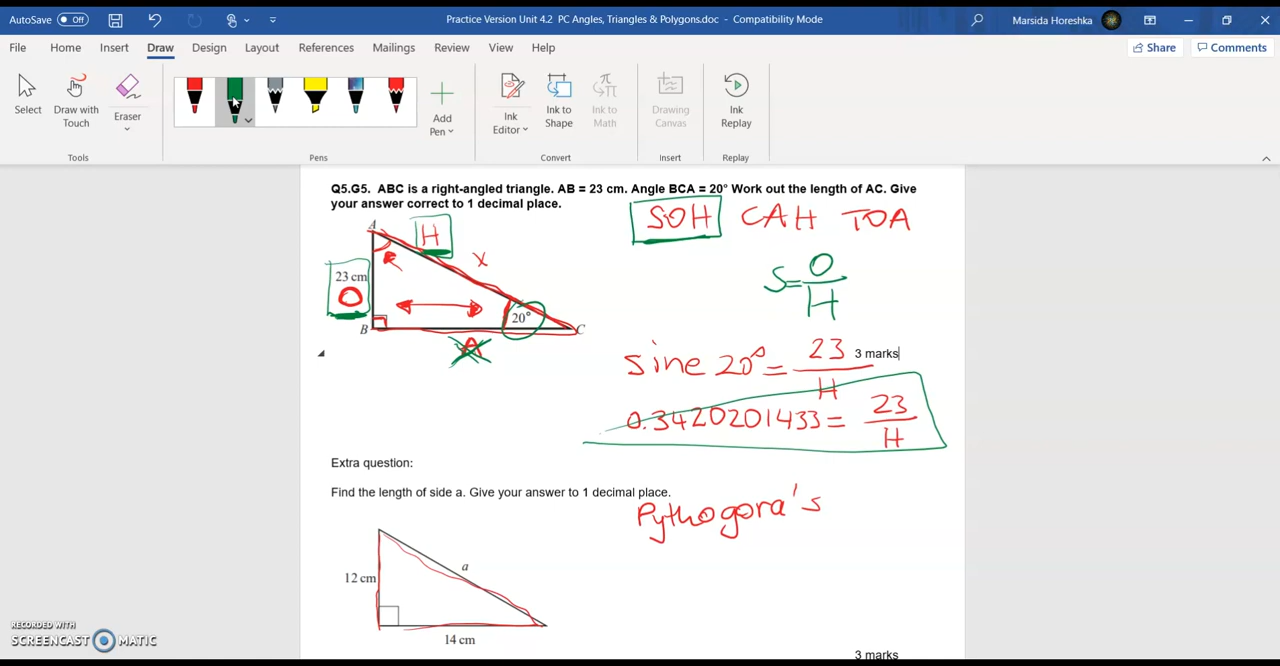 AutoSave Off
Practice Version Unit 4.2 PC Angles, Triangles & Polygons.doc - Compatibility Mode
Marsida Horeshka
File Home Insert Draw Design Layout References Mailings Review View Help
Share Comments
Select
Draw with Touch
Eraser
Add Pen
Ink Editor
Ink to Shape
Ink to Math
Drawing Canvas
Ink Replay
Tools Pens Convert Insert Replay
Q5.G5. ABC is a right-angled triangle. AB = 23 cm. Angle BCA = 20° Work out the length of AC. Give
your answer correct to 1 decimal place.
SOH CAH TOA
A
H
x
23 cm
O
20°
B
C
A
S= O/H
sine 20° = 23/H
3 marks
0.3420201433 = 23/H
Extra question:
Find the length of side a. Give your answer to 1 decimal place.
Pythogora's
12 cm
a
14 cm
3 marks
RECORDED WITH
SCREENCAST MATIC